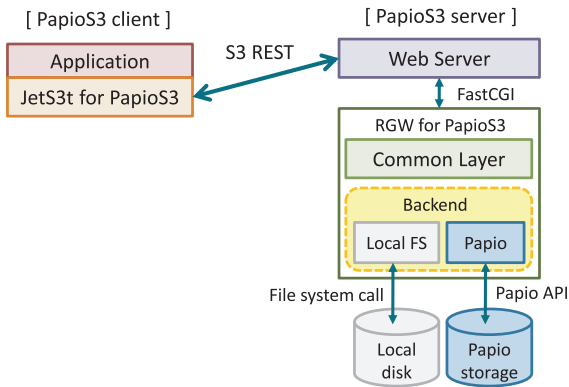 [ PapioS3 client ]
[ PapioS3 server ]
Application
JetS3t for PapioS3
S3 REST
Web Server
FastCGI
RGW for PapioS3
Common Layer
Backend
Local FS
Papio
File system call
Papio API
Local
disk
Papio
storage